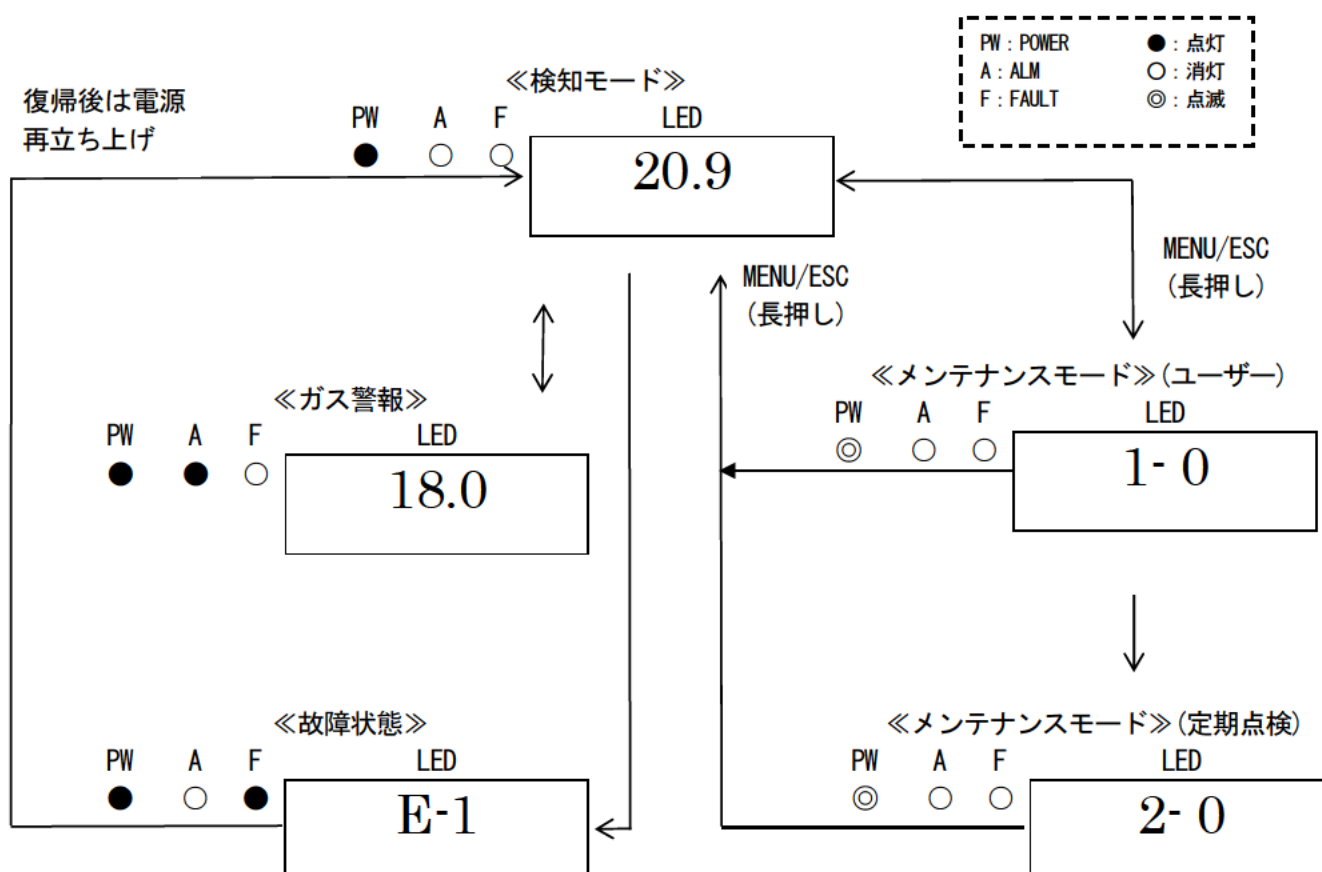 PW：POWER ●：点灯
A：ALM ○：消灯
F：FAULT ◎：点滅
≪検知モード≫
復帰後は電源
再立ち上げ
PW A F LED
● ○ ○
20.9
MENU/ESC
(長押し)
MENU/ESC
(長押し)
≪ガス警報≫
PW A F LED
● ● ○
18.0
≪メンテナンスモード≫(ユーザー)
PW A F LED
◎ ○ ○
1- 0
≪故障状態≫
PW A F LED
● ○ ●
E-1
≪メンテナンスモード≫(定期点検)
PW A F LED
◎ ○ ○
2- 0